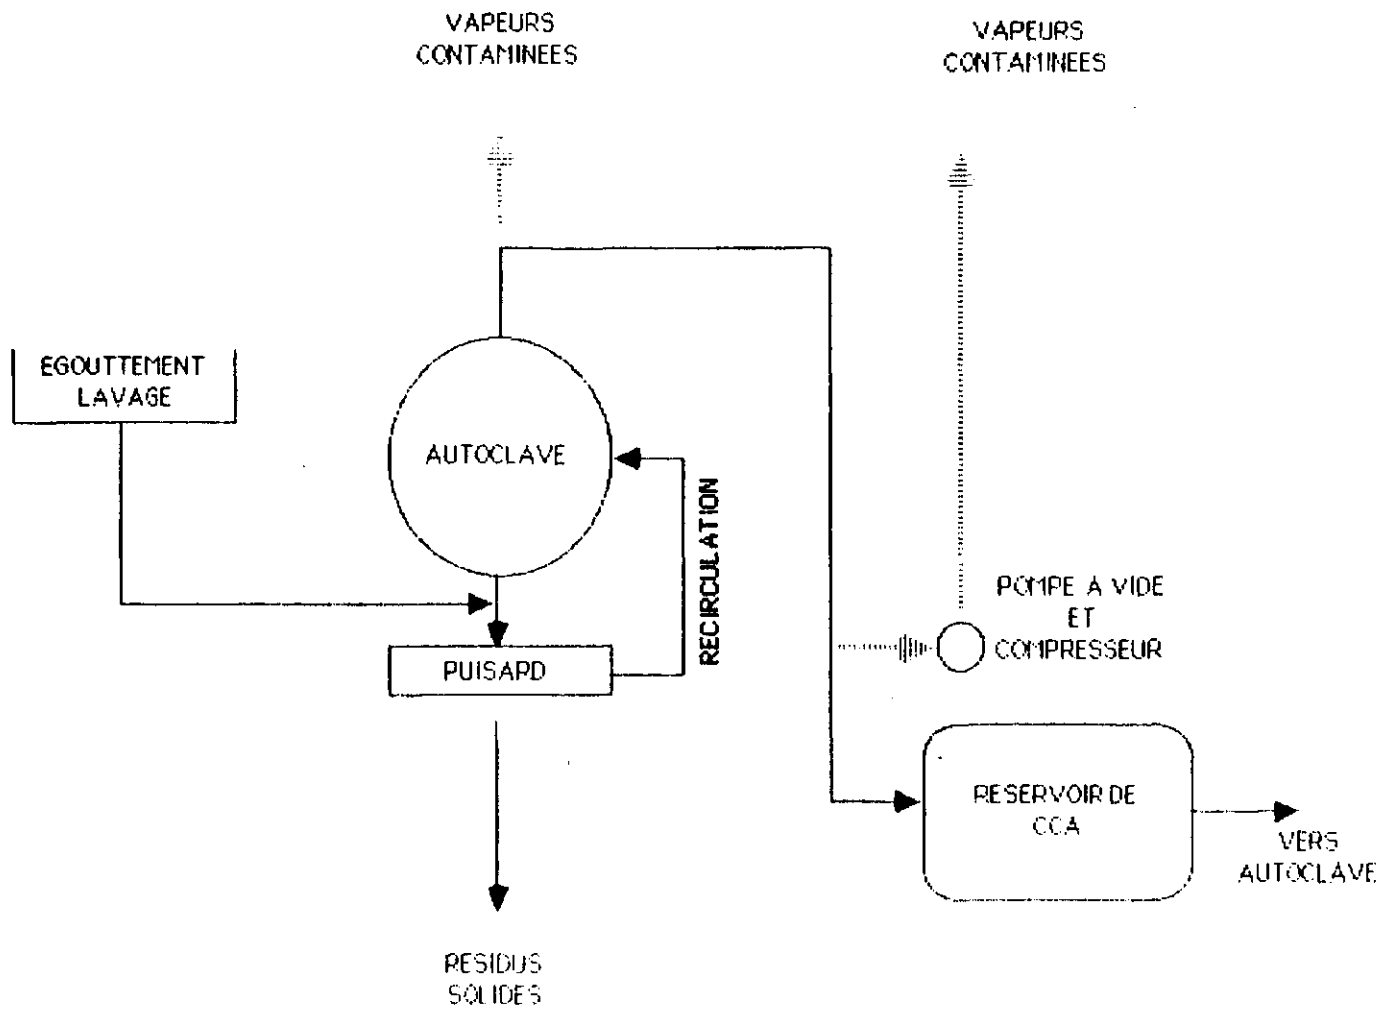 VAPEURS
CONTAMINEES
VAPEURS
CONTAMINEES
EGOUTTEMENT
LAVAGE
AUTOCLAVE
RECIRCULATION
POMPE A VIDE
ET
COMPRESSEUR
PUISARD
RESERVOIR DE
CCA
VERS
AUTOCLAVE
RESIDUS
SOLIDES